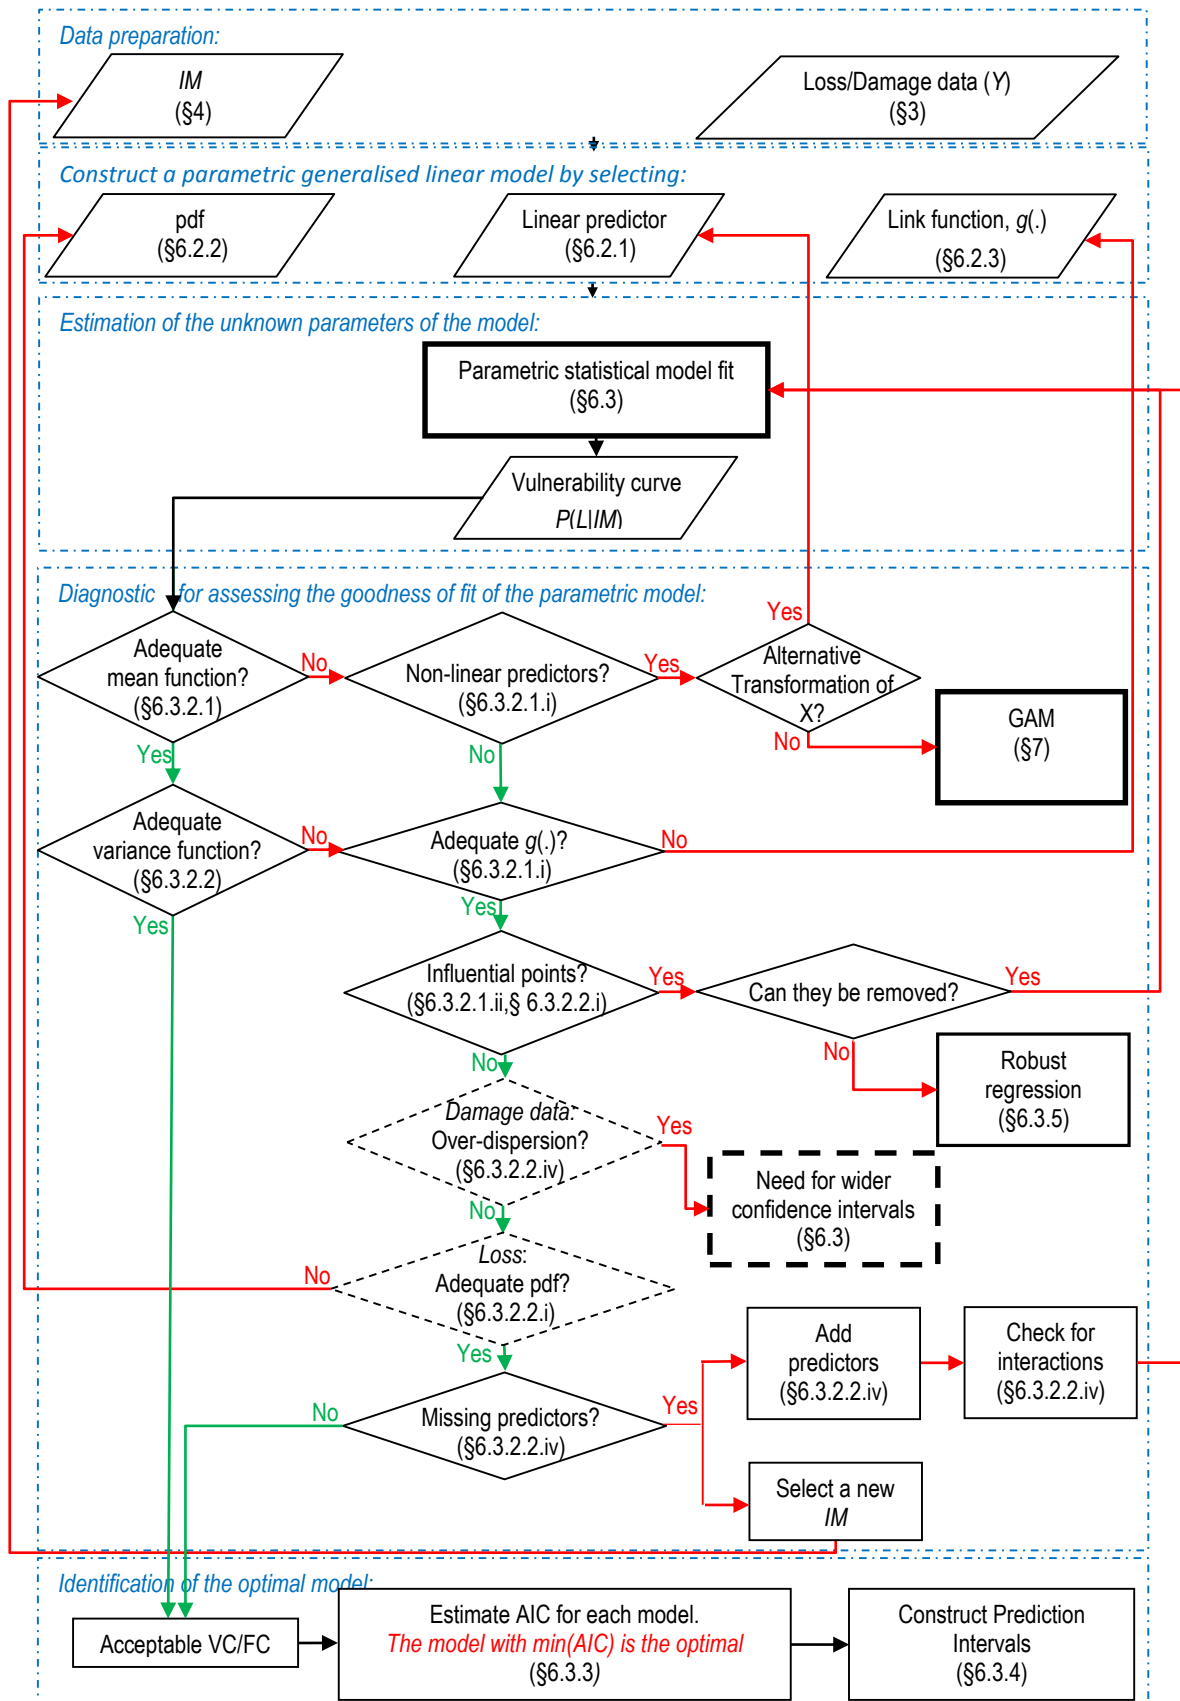 Data preparation:
IM
(§4)
Loss/Damage data (Y)
(§3)
Construct a parametric generalised linear model by selecting:
pdf
(§6.2.2)
Linear predictor
(§6.2.1)
Link function, g(.)
(§6.2.3)
Estimation of the unknown parameters of the model:
Parametric statistical model fit
(§6.3)
Vulnerability curve
P(L|IM)
Diagnostic for assessing the goodness of fit of the parametric model:
Yes
Adequate
mean function?
(§6.3.2.1)
No
Non-linear predictors?
(§6.3.2.1.i)
Yes
Alternative
Transformation of
X?
GAM
(§7)
Yes
No
No
Adequate
variance function?
(§6.3.2.2)
No
Adequate g(.)?
(§6.3.2.1.i)
No
Yes
Yes
Influential points?
(§6.3.2.1.ii,§ 6.3.2.2.i)
Yes
Can they be removed?
Yes
No
No
Robust
regression
(§6.3.5)
Damage data:
Over-dispersion?
(§6.3.2.2.iv)
Yes
Need for wider
confidence intervals
(§6.3)
No
Loss:
Adequate pdf?
(§6.3.2.2.i)
No
Yes
Add
predictors
(§6.3.2.2.iv)
Check for
interactions
(§6.3.2.2.iv)
No
Missing predictors?
(§6.3.2.2.iv)
Yes
Select a new
IM
Identification of the optimal model:
Acceptable VC/FC
Estimate AIC for each model.
The model with min(AIC) is the optimal
(§6.3.3)
Construct Prediction
Intervals
(§6.3.4)